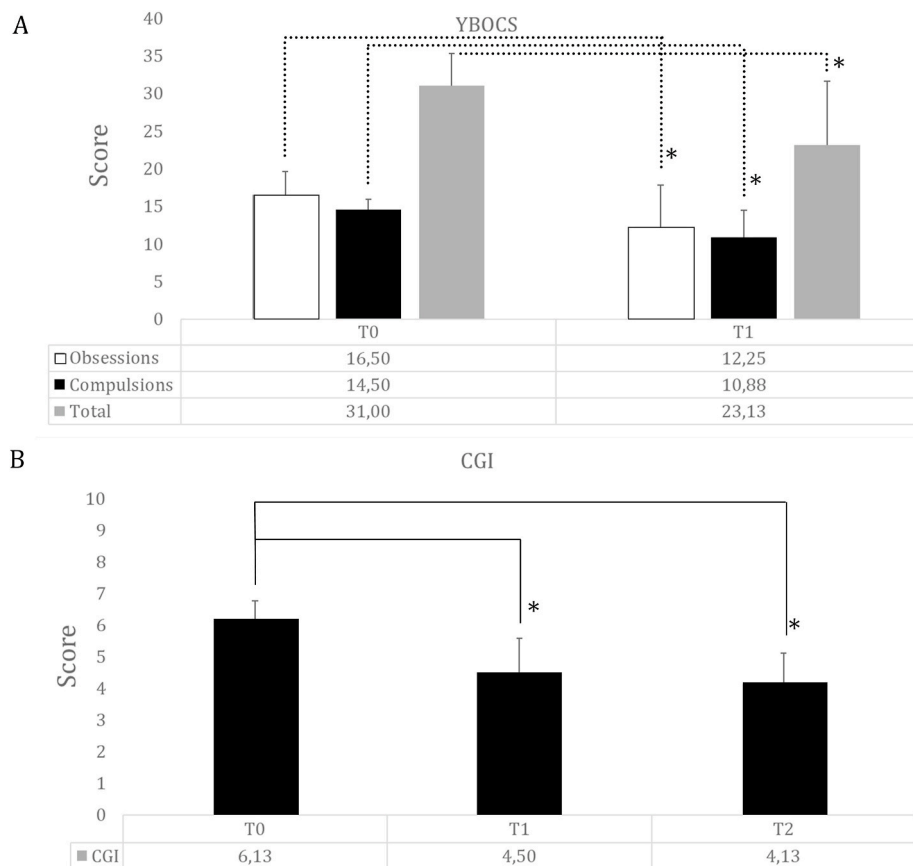 A
YBOCS
Score
40
35
30
25
20
15
10
5
0
*
*
*
T0 T1
Obsessions 16,50 12,25
Compulsions 14,50 10,88
Total 31,00 23,13
B
CGI
Score
10
9
8
7
6
5
4
3
2
1
0
*
*
T0 T1 T2
CGI 6,13 4,50 4,13